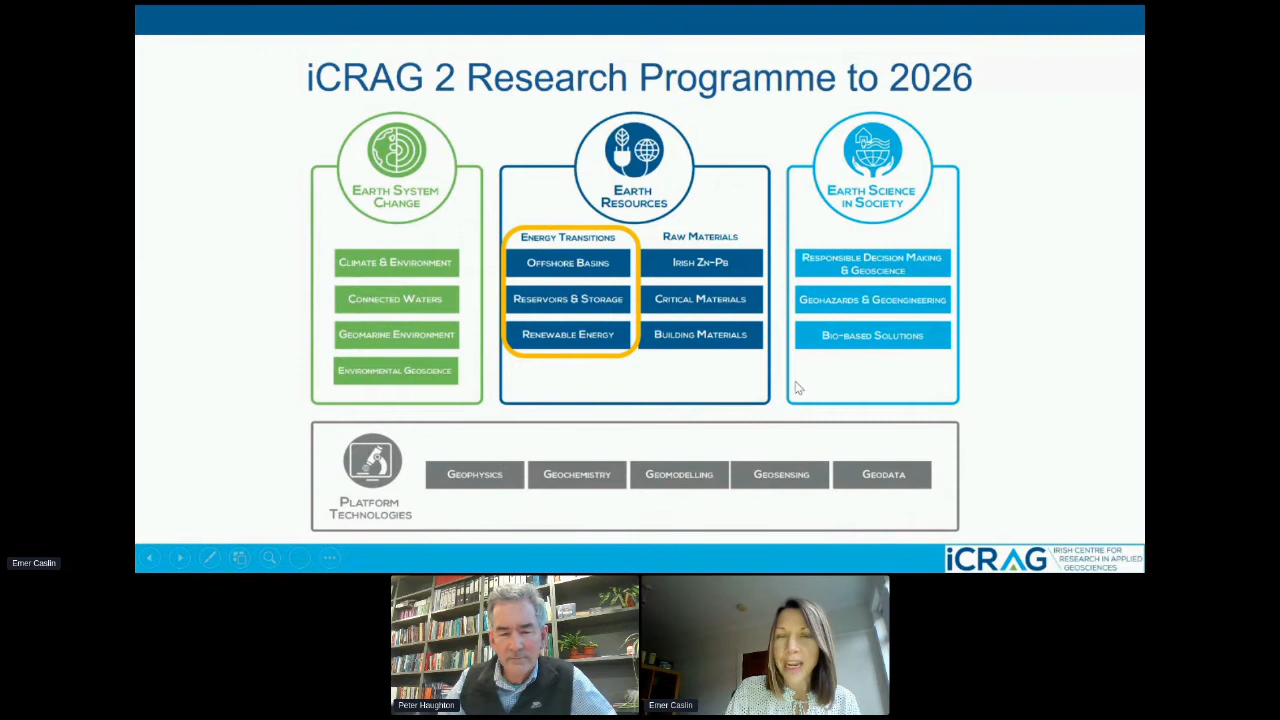 iCRAG 2 Research Programme to 2026
EARTH SYSTEM
CHANGE
CLIMATE & ENVIRONMENT
CONNECTED WATERS
GEOMARINE ENVIRONMENT
ENVIRONMENTAL GEOSCIENCE
EARTH
RESOURCES
ENERGY TRANSITIONS
OFFSHORE BASINS
RESERVOIRS & STORAGE
RENEWABLE ENERGY
RAW MATERIALS
IRISH ZN-PB
CRITICAL MATERIALS
BUILDING MATERIALS
EARTH SCIENCE
IN SOCIETY
RESPONSIBLE DECISION MAKING
& GEOSCIENCE
GEOHAZARDS & GEOENGINEERING
BIO-BASED SOLUTIONS
PLATFORM
TECHNOLOGIES
GEOPHYSICS
GEOCHEMISTRY
GEOMODELLING
GEOSENSING
GEODATA
iCRAG
IRISH CENTRE FOR
RESEARCH IN APPLIED
GEOSCIENCES
Emer Caslin
Peter Haughton
Emer Caslin